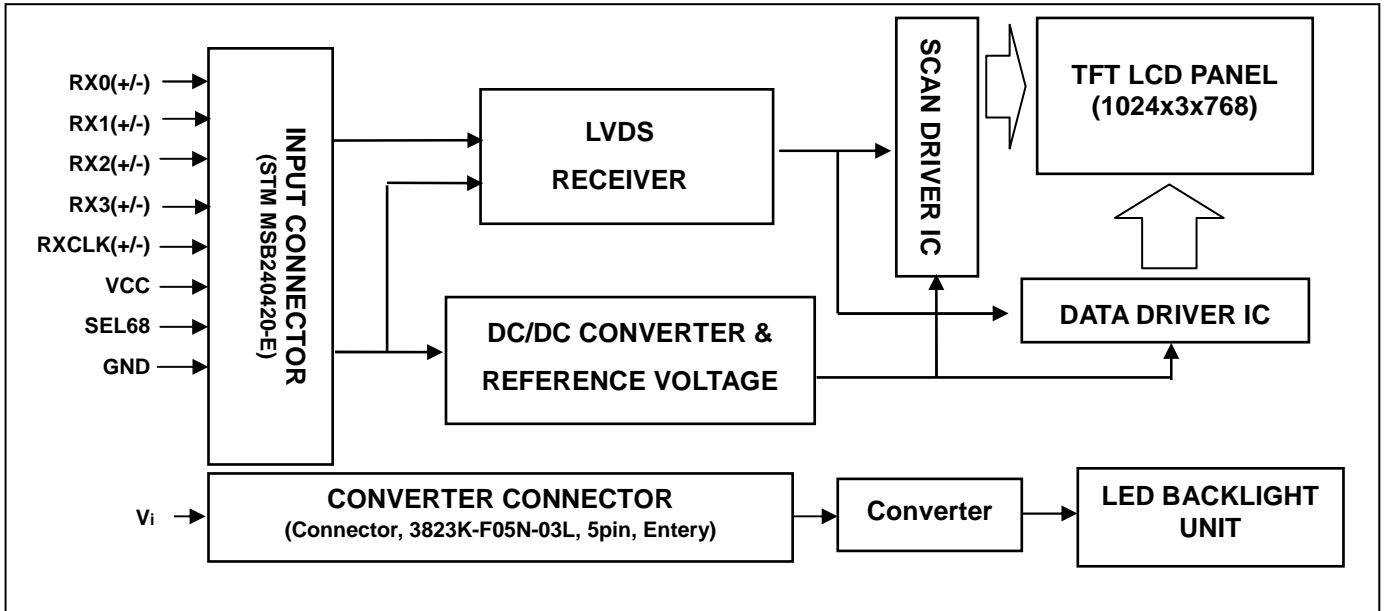 RX0(+/-)
RX1(+/-)
RX2(+/-)
RX3(+/-)
RXCLK(+/-)
VCC
SEL68
GND
INPUT CONNECTOR
(STM MSB240420-E)
LVDS
RECEIVER
DC/DC CONVERTER &
REFERENCE VOLTAGE
SCAN DRIVER IC
TFT LCD PANEL
(1024x3x768)
DATA DRIVER IC
Vi
CONVERTER CONNECTOR
(Connector, 3823K-F05N-03L, 5pin, Entery)
Converter
LED BACKLIGHT
UNIT